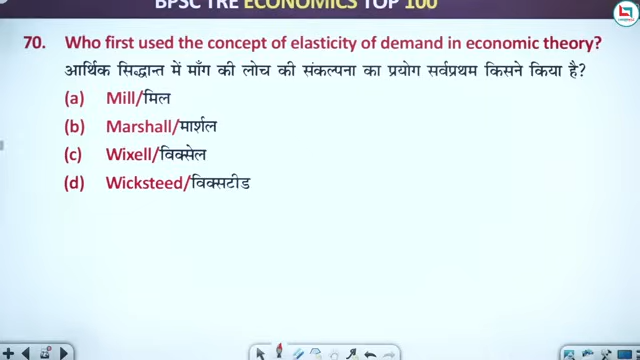 BPSC TRE ECONOMICS TOP 100
70. Who first used the concept of elasticity of demand in economic theory?
आर्थिक सिद्धान्त में माँग की लोच की संकल्पना का प्रयोग सर्वप्रथम किसने किया है?
(a) Mill/मिल
(b) Marshall/मार्शल
(c) Wixell/विक्सेल
(d) Wicksteed/विक्सटीड